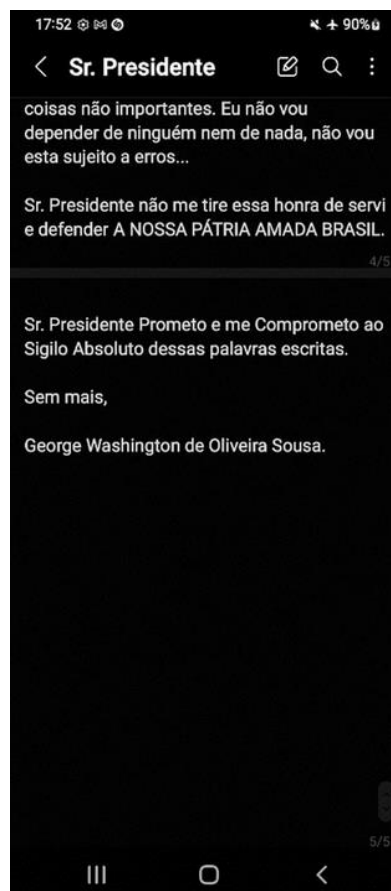 17:52
90%
Sr. Presidente
coisas não importantes. Eu não vou
depender de ninguém nem de nada, não vou
esta sujeito a erros...
Sr. Presidente não me tire essa honra de servi
e defender A NOSSA PÁTRIA AMADA BRASIL.
4/5
Sr. Presidente Prometo e me Comprometo ao
Sigilo Absoluto dessas palavras escritas.
Sem mais,
George Washington de Oliveira Sousa.
5/5